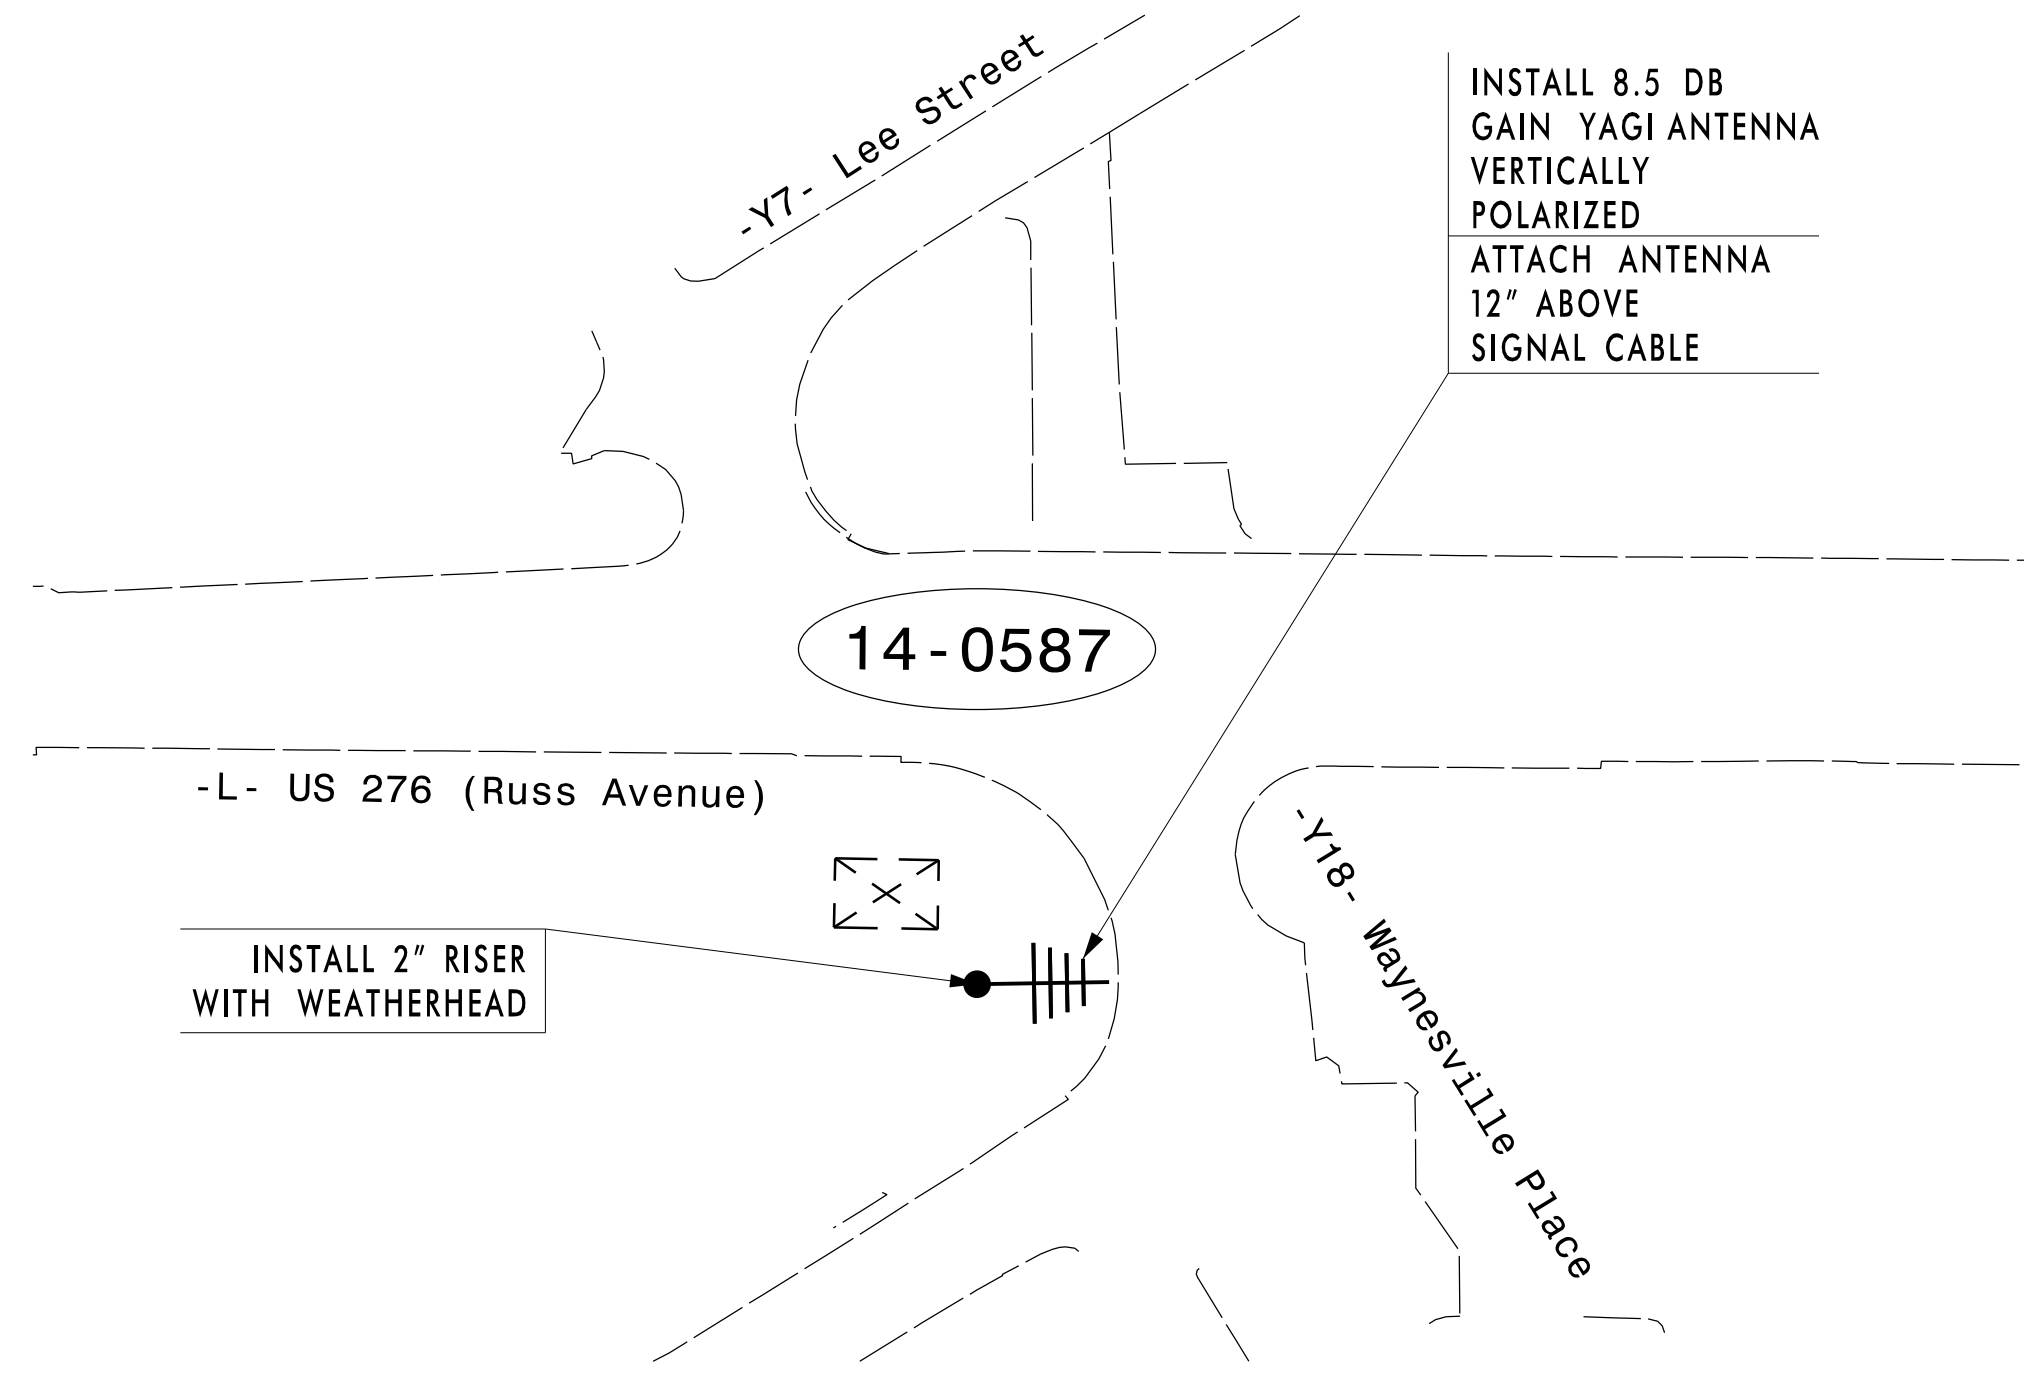 -Y7- Lee Street
INSTALL 8.5 DB
GAIN YAGI ANTENNA
VERTICALLY
POLARIZED
ATTACH ANTENNA
12" ABOVE
SIGNAL CABLE
14-0587
-L- US 276 (Russ Avenue)
-Y18- Waynesville Place
INSTALL 2" RISER
WITH WEATHERHEAD